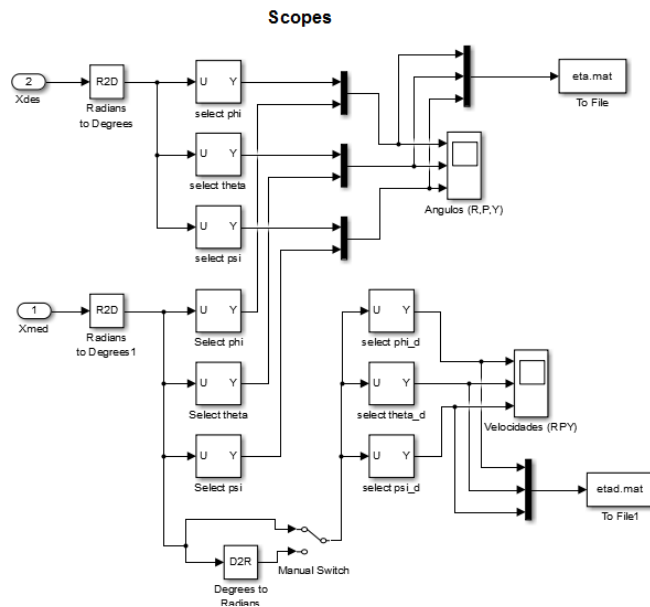 Scopes
2
Xdes
R2D
Radians
to Degrees
U Y
select phi
U Y
select theta
U Y
select psi
eta.mat
To File
Angulos (R,P,Y)
1
Xmed
R2D
Radians
to Degrees1
U Y
Select phi
U Y
Select theta
U Y
Select psi
U Y
select phi_d
U Y
select theta_d
U Y
select psi_d
Velocidades (RPY)
etad.mat
To File1
Manual Switch
D2R
Degrees to
Radians